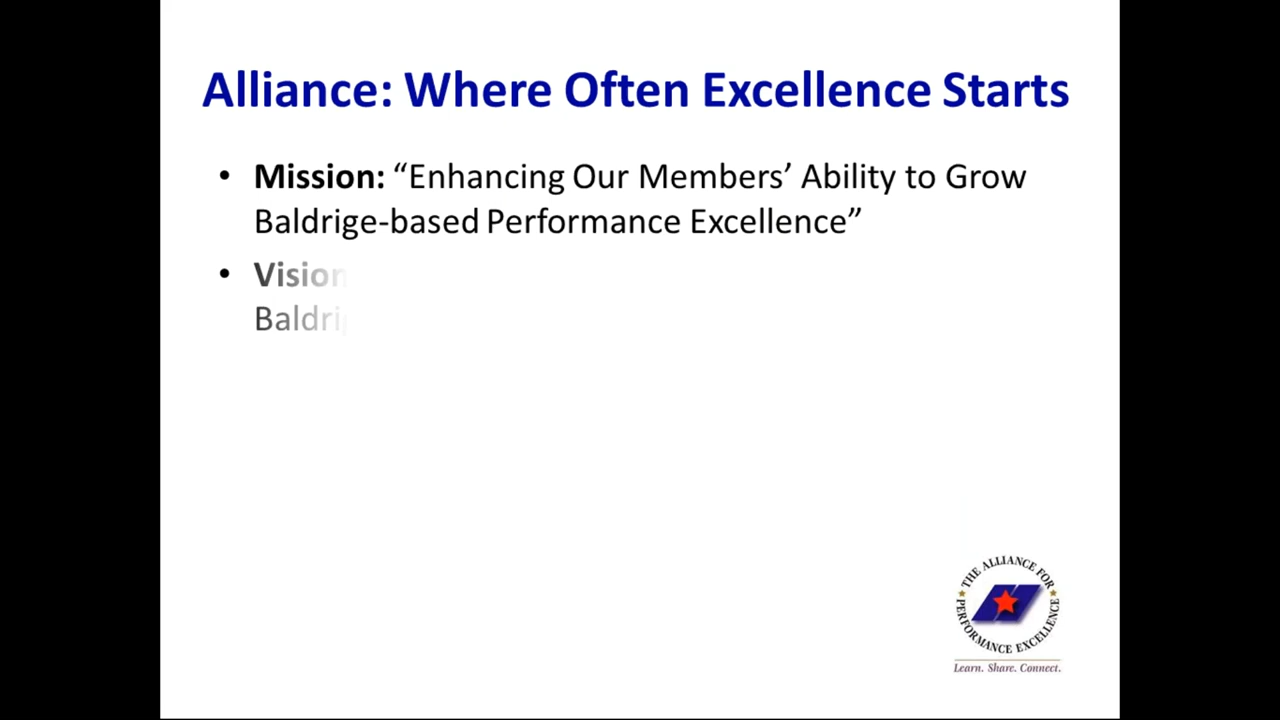 Alliance: Where Often Excellence Starts
• Mission: “Enhancing Our Members’ Ability to Grow
Baldrige-based Performance Excellence”
• Vision
Baldri
THE ALLIANCE FOR
PERFORMANCE EXCELLENCE
Learn. Share. Connect.